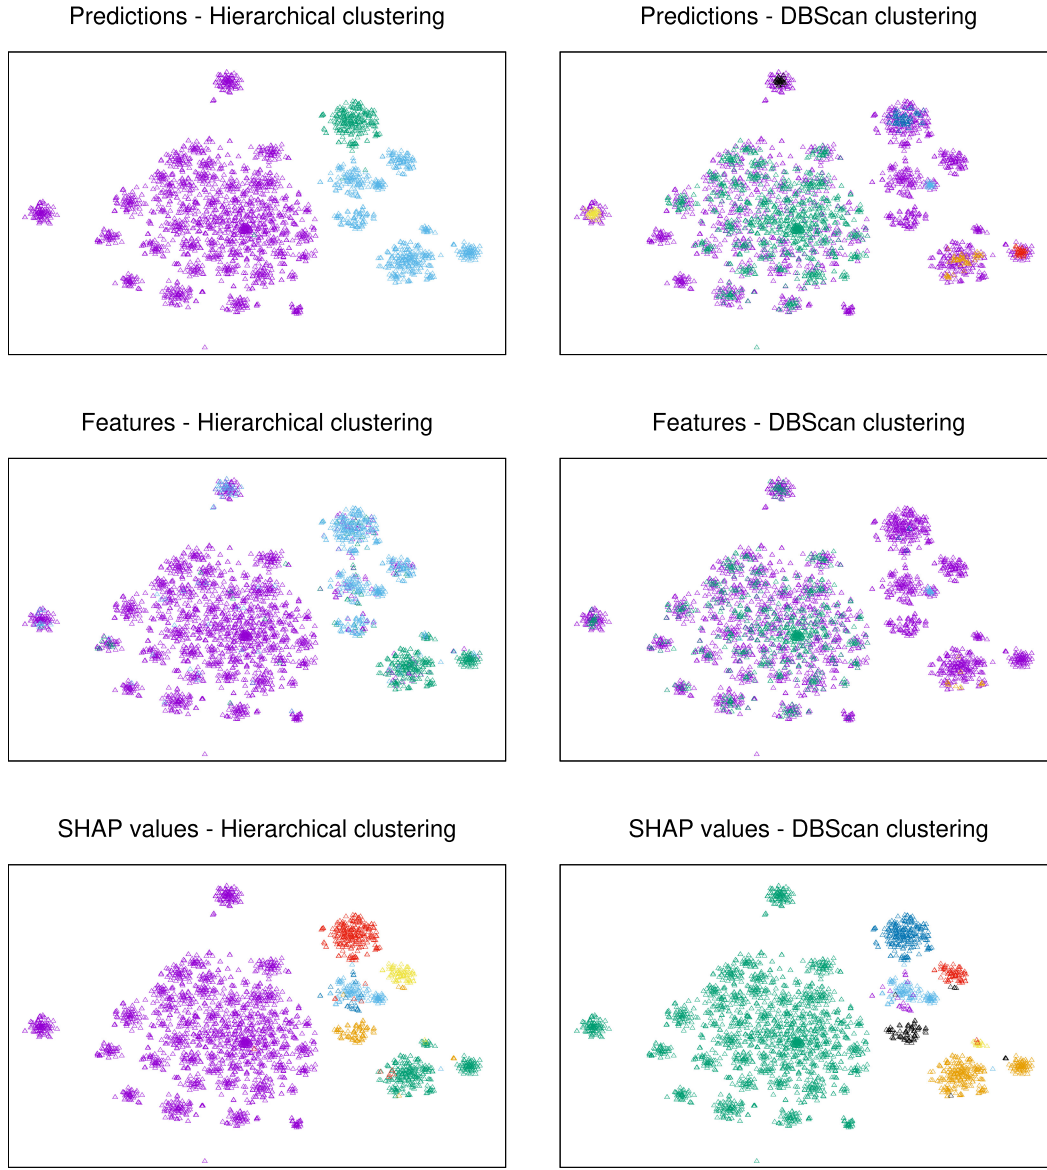 Predictions - Hierarchical clustering
Predictions - DBScan clustering
Features - Hierarchical clustering
Features - DBScan clustering
SHAP values - Hierarchical clustering
SHAP values - DBScan clustering